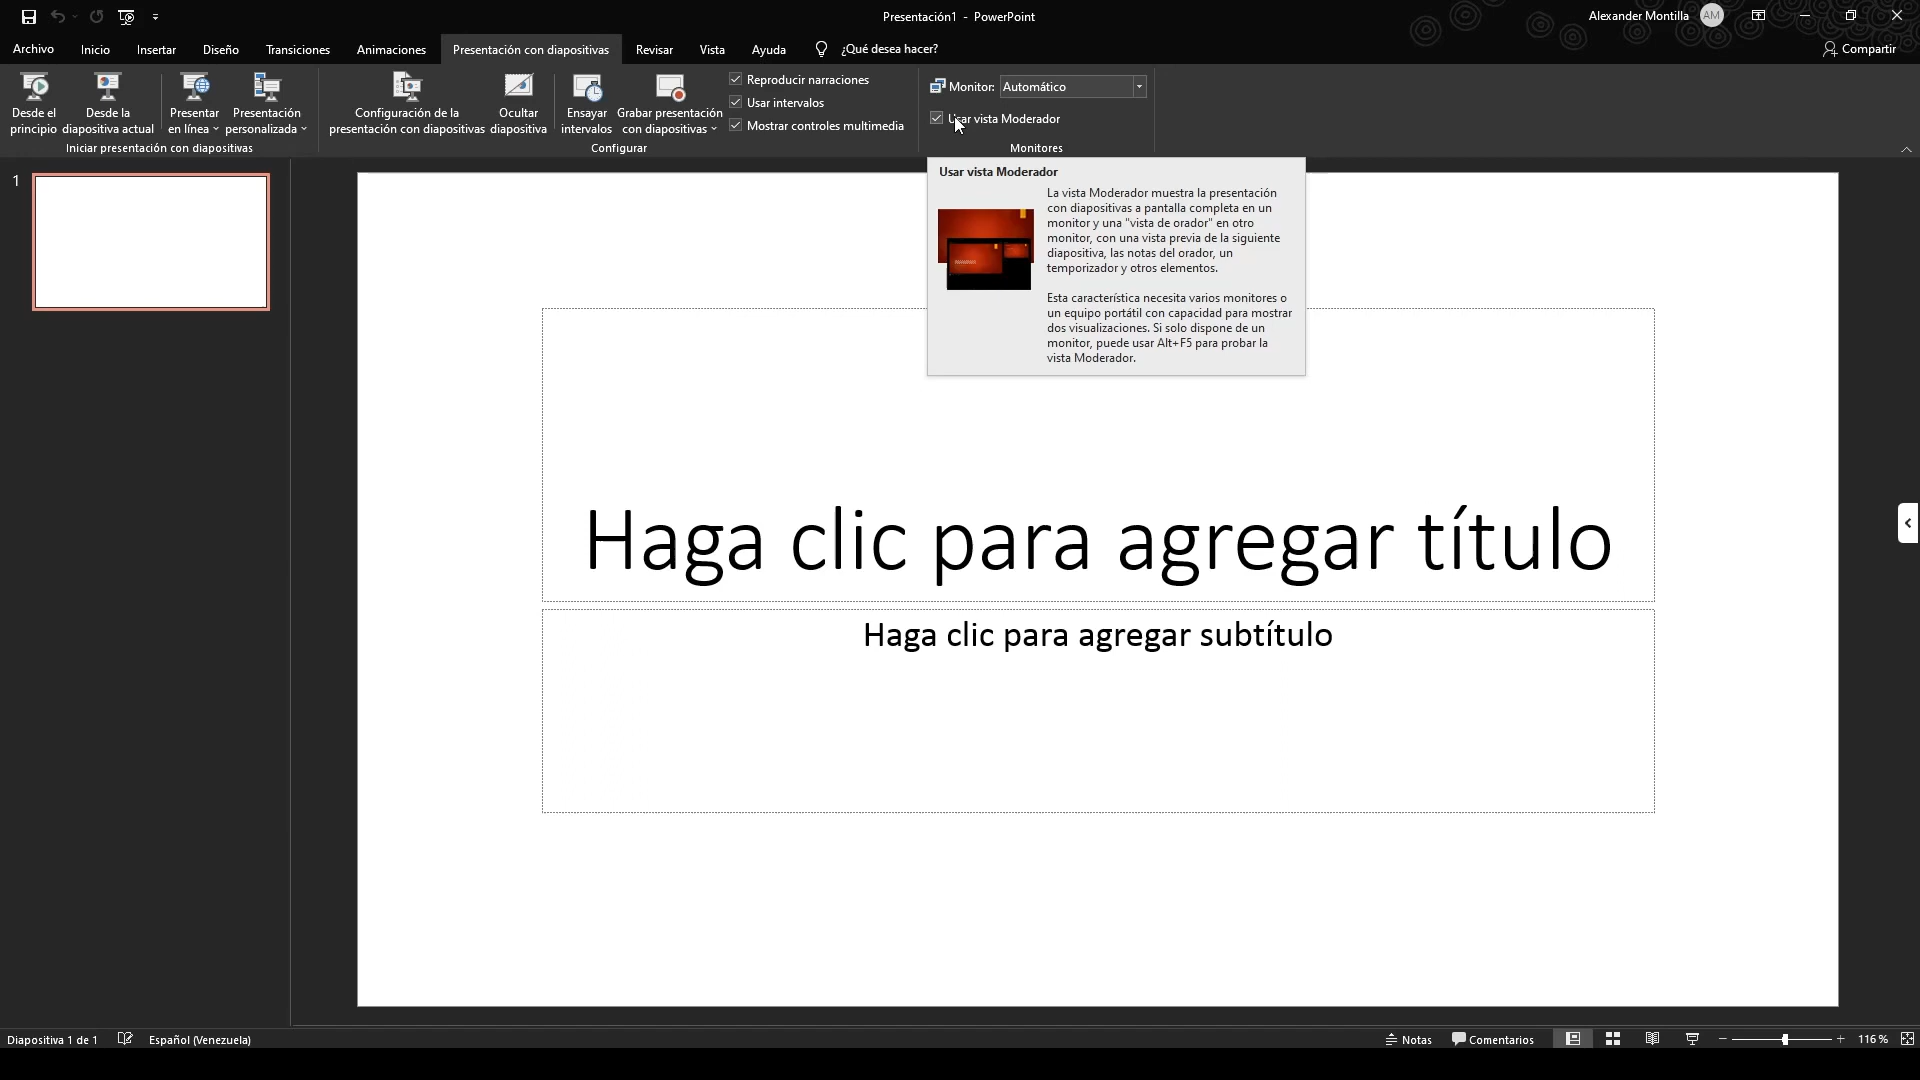 Presentación1 - PowerPoint
Alexander Montilla AM
Archivo Inicio Insertar Diseño Transiciones Animaciones Presentación con diapositivas Revisar Vista Ayuda ¿Qué desea hacer? Compartir
Desde el principio
Desde la diapositiva actual
Presentar en línea
Presentación personalizada
Iniciar presentación con diapositivas
Configuración de la presentación con diapositivas
Ocultar diapositiva
Ensayar intervalos
Grabar presentación con diapositivas
Reproducir narraciones
Usar intervalos
Mostrar controles multimedia
Configurar
Monitor: Automático
Usar vista Moderador
Monitores
Usar vista Moderador
La vista Moderador muestra la presentación
con diapositivas a pantalla completa en un
monitor y una "vista de orador" en otro
monitor, con una vista previa de la siguiente
diapositiva, las notas del orador, un
temporizador y otros elementos.
Esta característica necesita varios monitores o
un equipo portátil con capacidad para mostrar
dos visualizaciones. Si solo dispone de un
monitor, puede usar Alt+F5 para probar la
vista Moderador.
1
Haga clic para agregar título
Haga clic para agregar subtítulo
Diapositiva 1 de 1 Español (Venezuela) Notas Comentarios 116 %